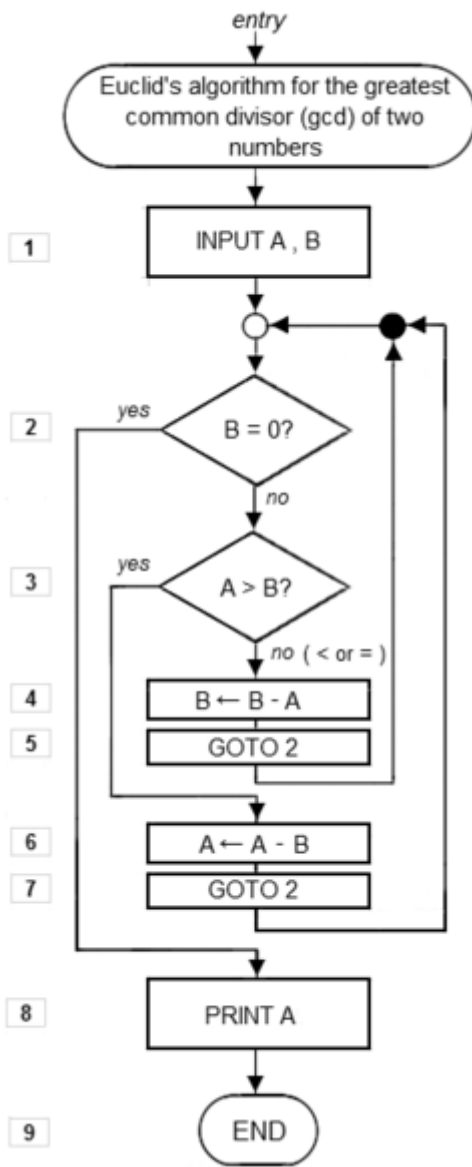 entry
Euclid's algorithm for the greatest
common divisor (gcd) of two
numbers
1
INPUT A , B
2
yes
B = 0?
no
3
yes
A > B?
no ( < or = )
4
B ← B - A
5
GOTO 2
6
A ← A - B
7
GOTO 2
8
PRINT A
9
END